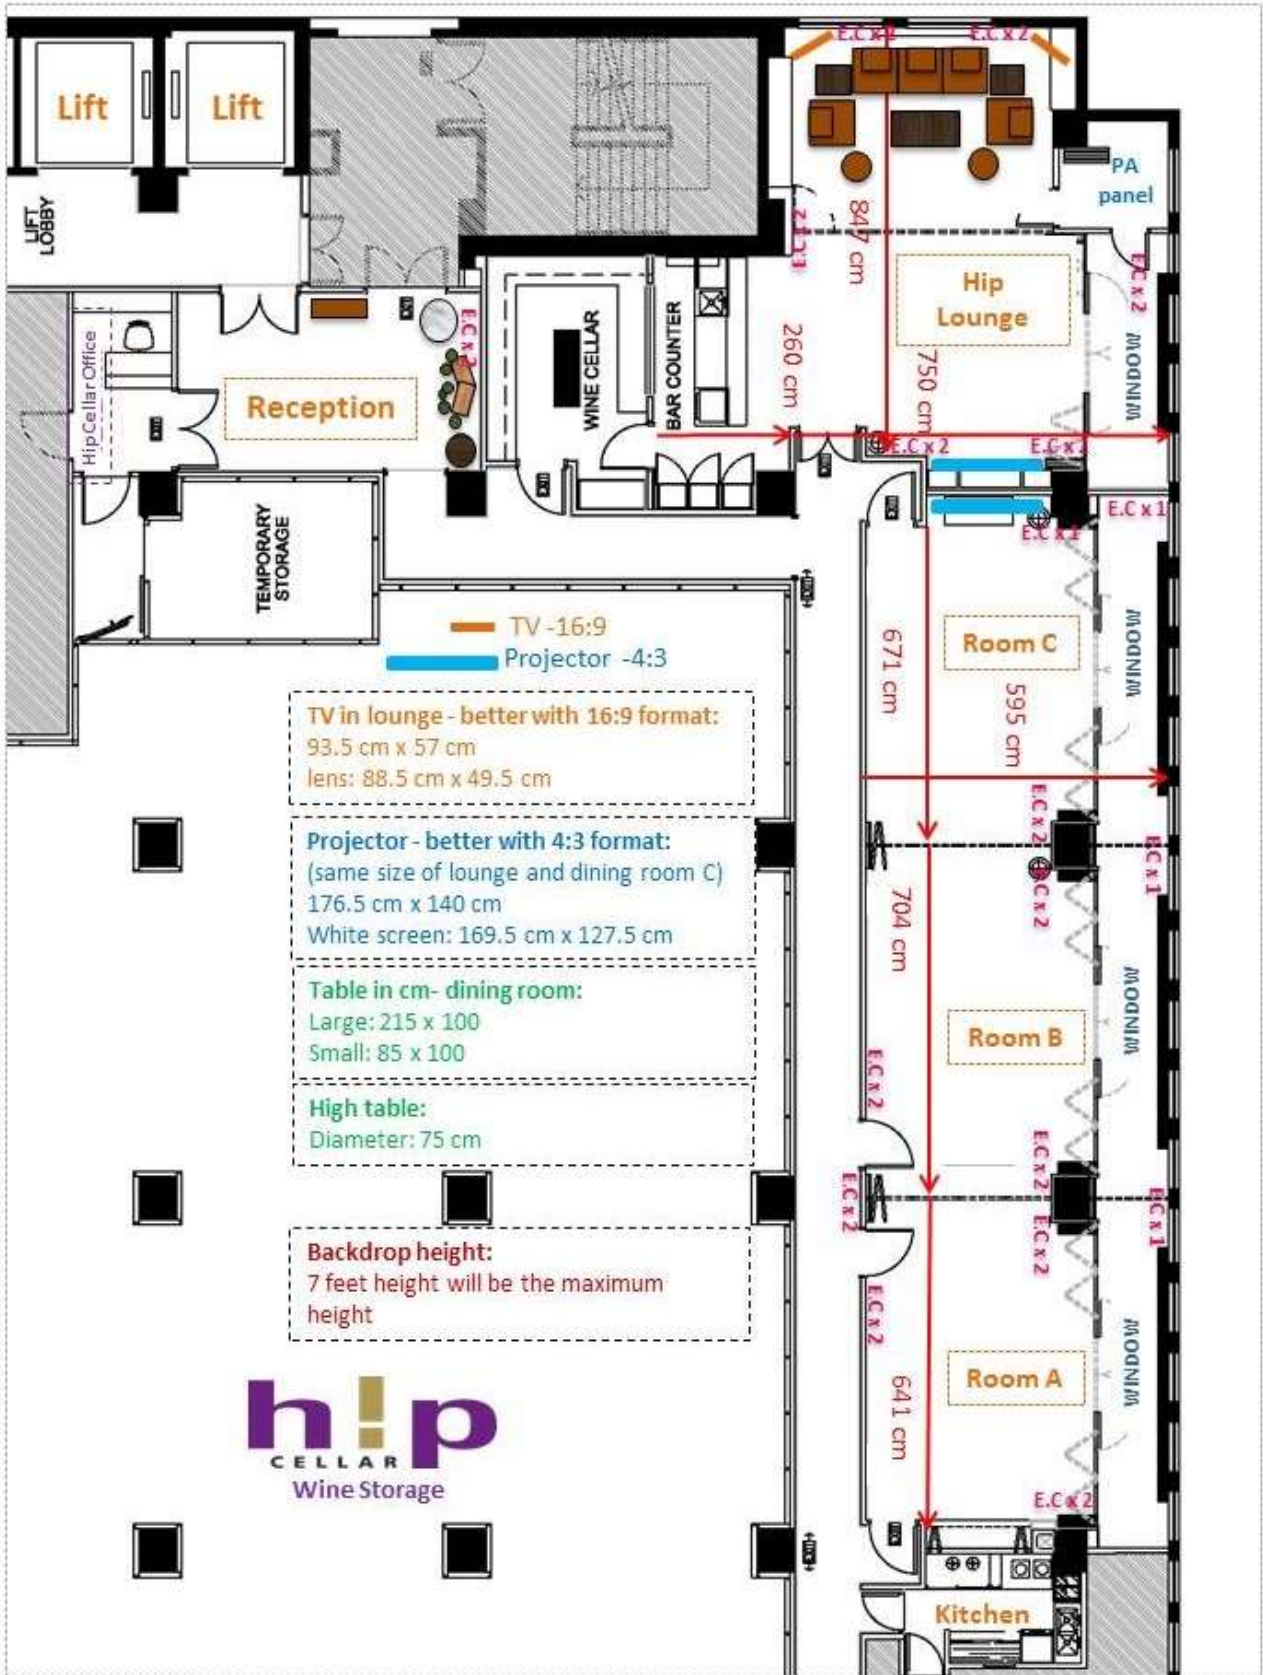 E.C x 2
E.C x 2
Lift
Lift
PA
panel
LIFT
LOBBY
E.C x 2
847 cm
E.C x 2
Hip
Lounge
WINE CELLAR
BAR COUNTER
260 cm
750 cm
WINDOW
HipCellar Office
Reception
E.C x 2
E.C x 2
E.C x 2
E.C x 1
E.C x 1
TEMPORARY
STORAGE
TV -16:9
Projector -4:3
671 cm
Room C
595 cm
WINDOW
TV in lounge - better with 16:9 format:
93.5 cm x 57 cm
lens: 88.5 cm x 49.5 cm
E.C x 2
Projector - better with 4:3 format:
(same size of lounge and dining room C)
176.5 cm x 140 cm
White screen: 169.5 cm x 127.5 cm
E.C x 2
E.C x 1
704 cm
Table in cm- dining room:
Large: 215 x 100
Small: 85 x 100
Room B
WINDOW
High table:
Diameter: 75 cm
E.C x 2
E.C x 2
E.C x 2
E.C x 2
E.C x 1
Backdrop height:
7 feet height will be the maximum
height
E.C x 2
641 cm
Room A
WINDOW
h!p
CELLAR
Wine Storage
E.C x 2
Kitchen